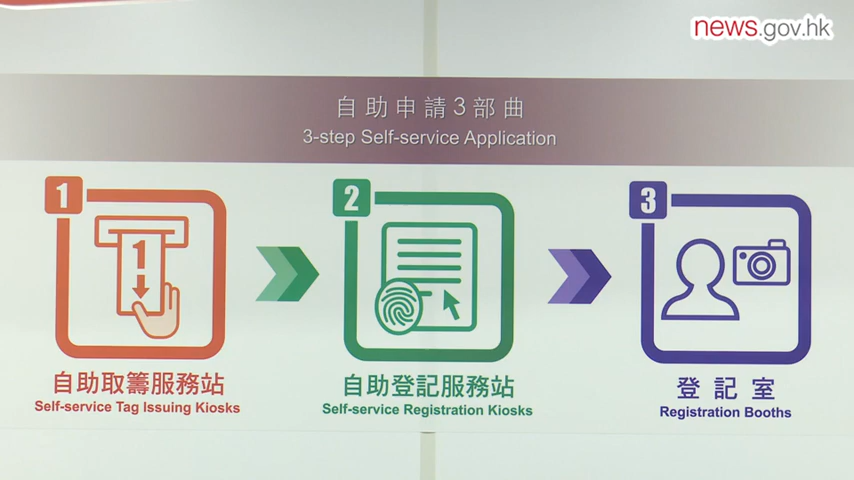 news.gov.hk
自助申請3部曲
3-step Self-service Application
1
2
3
1
自助取籌服務站
Self-service Tag Issuing Kiosks
自助登記服務站
Self-service Registration Kiosks
登記室
Registration Booths